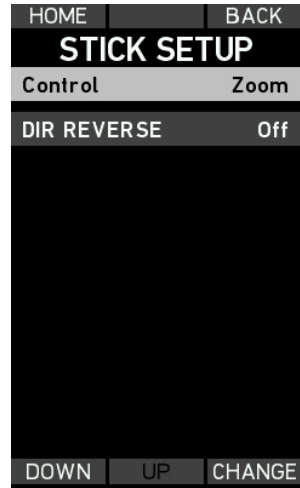 HOME BACK
STICK SETUP
Control Zoom
DIR REVERSE Off
DOWN UP CHANGE